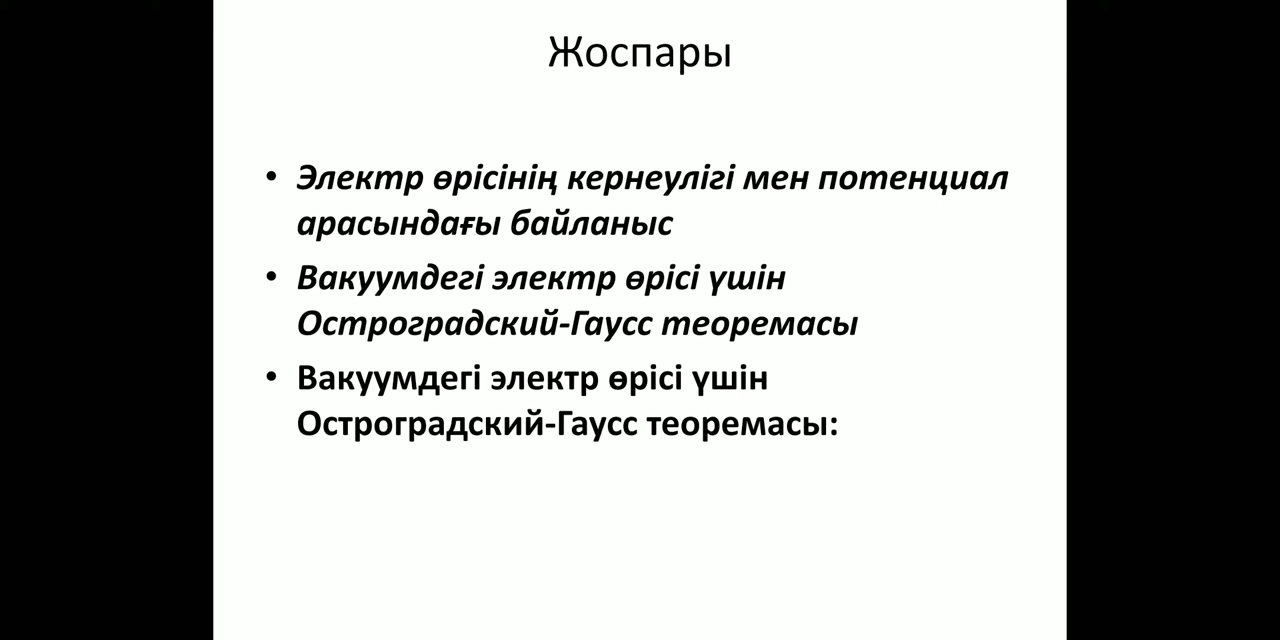 Жоспары
• Электр өрісінің кернеулігі мен потенциал
арасындағы байланыс
• Вакуумдегі электр өрісі үшін
Остроградский-Гаусс теоремасы
• Вакуумдегі электр өрісі үшін
Остроградский-Гаусс теоремасы: